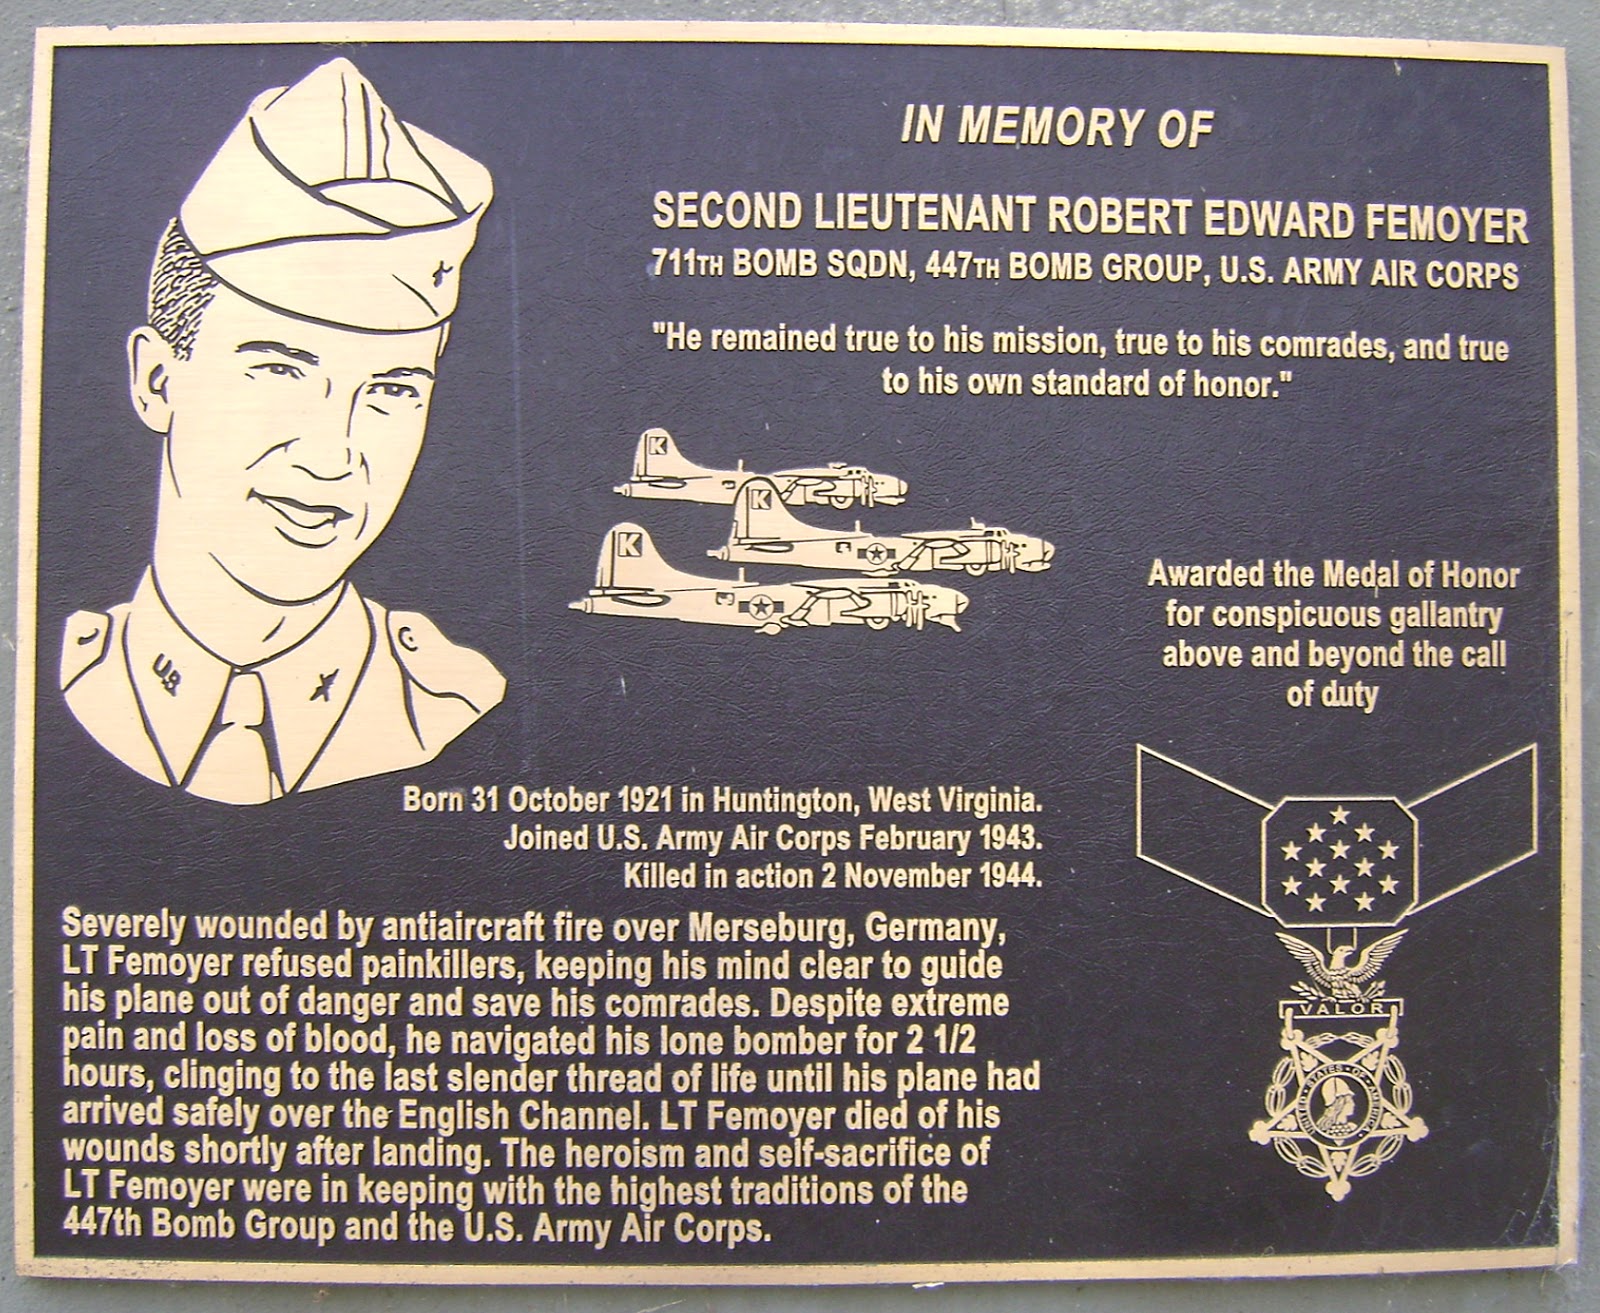 IN MEMORY OF
SECOND LIEUTENANT ROBERT EDWARD FEMOYER
711TH BOMB SQDN, 447TH BOMB GROUP, U.S. ARMY AIR CORPS
"He remained true to his mission, true to his comrades, and true
to his own standard of honor."
K
K
K
U.S
Awarded the Medal of Honor
for conspicuous gallantry
above and beyond the call
of duty
Born 31 October 1921 in Huntington, West Virginia.
Joined U.S. Army Air Corps February 1943.
Killed in action 2 November 1944.
Severely wounded by antiaircraft fire over Merseburg, Germany,
LT Femoyer refused painkillers, keeping his mind clear to guide
his plane out of danger and save his comrades. Despite extreme
pain and loss of blood, he navigated his lone bomber for 2 1/2
hours, clinging to the last slender thread of life until his plane had
arrived safely over the English Channel. LT Femoyer died of his
wounds shortly after landing. The heroism and self-sacrifice of
LT Femoyer were in keeping with the highest traditions of the
447th Bomb Group and the U.S. Army Air Corps.
VALOR
UNITED • STATES • OF • AMERICA